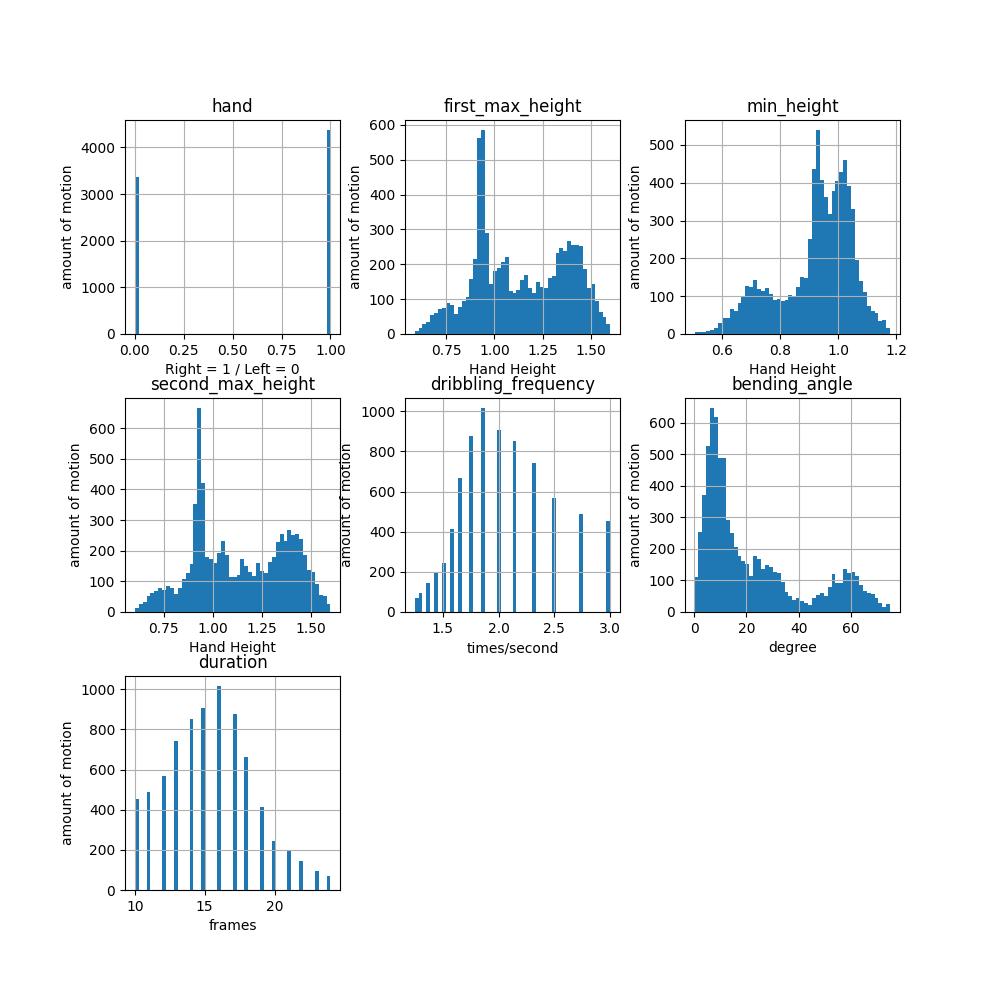 hand
amount of motion
4000
3000
2000
1000
0
0.00 0.25 0.50 0.75 1.00
Right = 1 / Left = 0
first_max_height
amount of motion
600
500
400
300
200
100
0
0.75 1.00 1.25 1.50
Hand Height
min_height
amount of motion
500
400
300
200
100
0
0.6 0.8 1.0 1.2
Hand Height
second_max_height
amount of motion
600
500
400
300
200
100
0
0.75 1.00 1.25 1.50
Hand Height
dribbling_frequency
amount of motion
1000
800
600
400
200
0
1.5 2.0 2.5 3.0
times/second
bending_angle
amount of motion
600
500
400
300
200
100
0
0 20 40 60
degree
duration
amount of motion
1000
800
600
400
200
0
10 15 20
frames